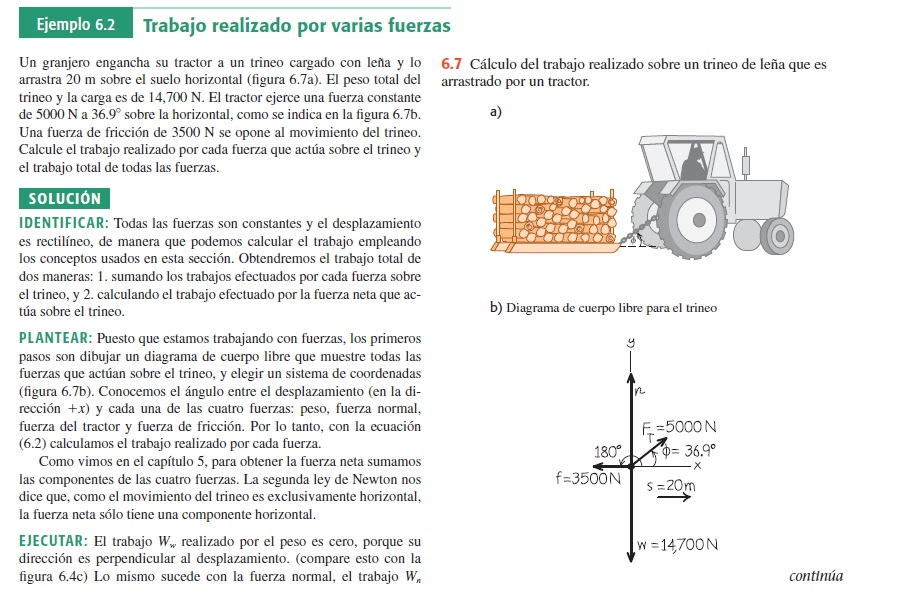 Ejemplo 6.2
Trabajo realizado por varias fuerzas
Un granjero engancha su tractor a un trineo cargado con leña y lo
arrastra 20 m sobre el suelo horizontal (figura 6.7a). El peso total del
trineo y la carga es de 14,700 N. El tractor ejerce una fuerza constante
de 5000 N a 36.9° sobre la horizontal, como se indica en la figura 6.7b.
Una fuerza de fricción de 3500 N se opone al movimiento del trineo.
Calcule el trabajo realizado por cada fuerza que actúa sobre el trineo y
el trabajo total de todas las fuerzas.
SOLUCIÓN
IDENTIFICAR: Todas las fuerzas son constantes y el desplazamiento
es rectilíneo, de manera que podemos calcular el trabajo empleando
los conceptos usados en esta sección. Obtendremos el trabajo total de
dos maneras: 1. sumando los trabajos efectuados por cada fuerza sobre
el trineo, y 2. calculando el trabajo efectuado por la fuerza neta que ac-
túa sobre el trineo.
PLANTEAR: Puesto que estamos trabajando con fuerzas, los primeros
pasos son dibujar un diagrama de cuerpo libre que muestre todas las
fuerzas que actúan sobre el trineo, y elegir un sistema de coordenadas
(figura 6.7b). Conocemos el ángulo entre el desplazamiento (en la di-
rección +x) y cada una de las cuatro fuerzas: peso, fuerza normal,
fuerza del tractor y fuerza de fricción. Por lo tanto, con la ecuación
(6.2) calculamos el trabajo realizado por cada fuerza.
Como vimos en el capítulo 5, para obtener la fuerza neta sumamos
las componentes de las cuatro fuerzas. La segunda ley de Newton nos
dice que, como el movimiento del trineo es exclusivamente horizontal,
la fuerza neta sólo tiene una componente horizontal.
EJECUTAR: El trabajo Ww realizado por el peso es cero, porque su
dirección es perpendicular al desplazamiento. (compare esto con la
figura 6.4c) Lo mismo sucede con la fuerza normal, el trabajo Wn
6.7 Cálculo del trabajo realizado sobre un trineo de leña que es
arrastrado por un tractor.
a)
ϕ
b) Diagrama de cuerpo libre para el trineo
y
n
FT =5000 N
180°
ϕ= 36.9°
x
f=3500N
s =20m
w =14,700N
continúa